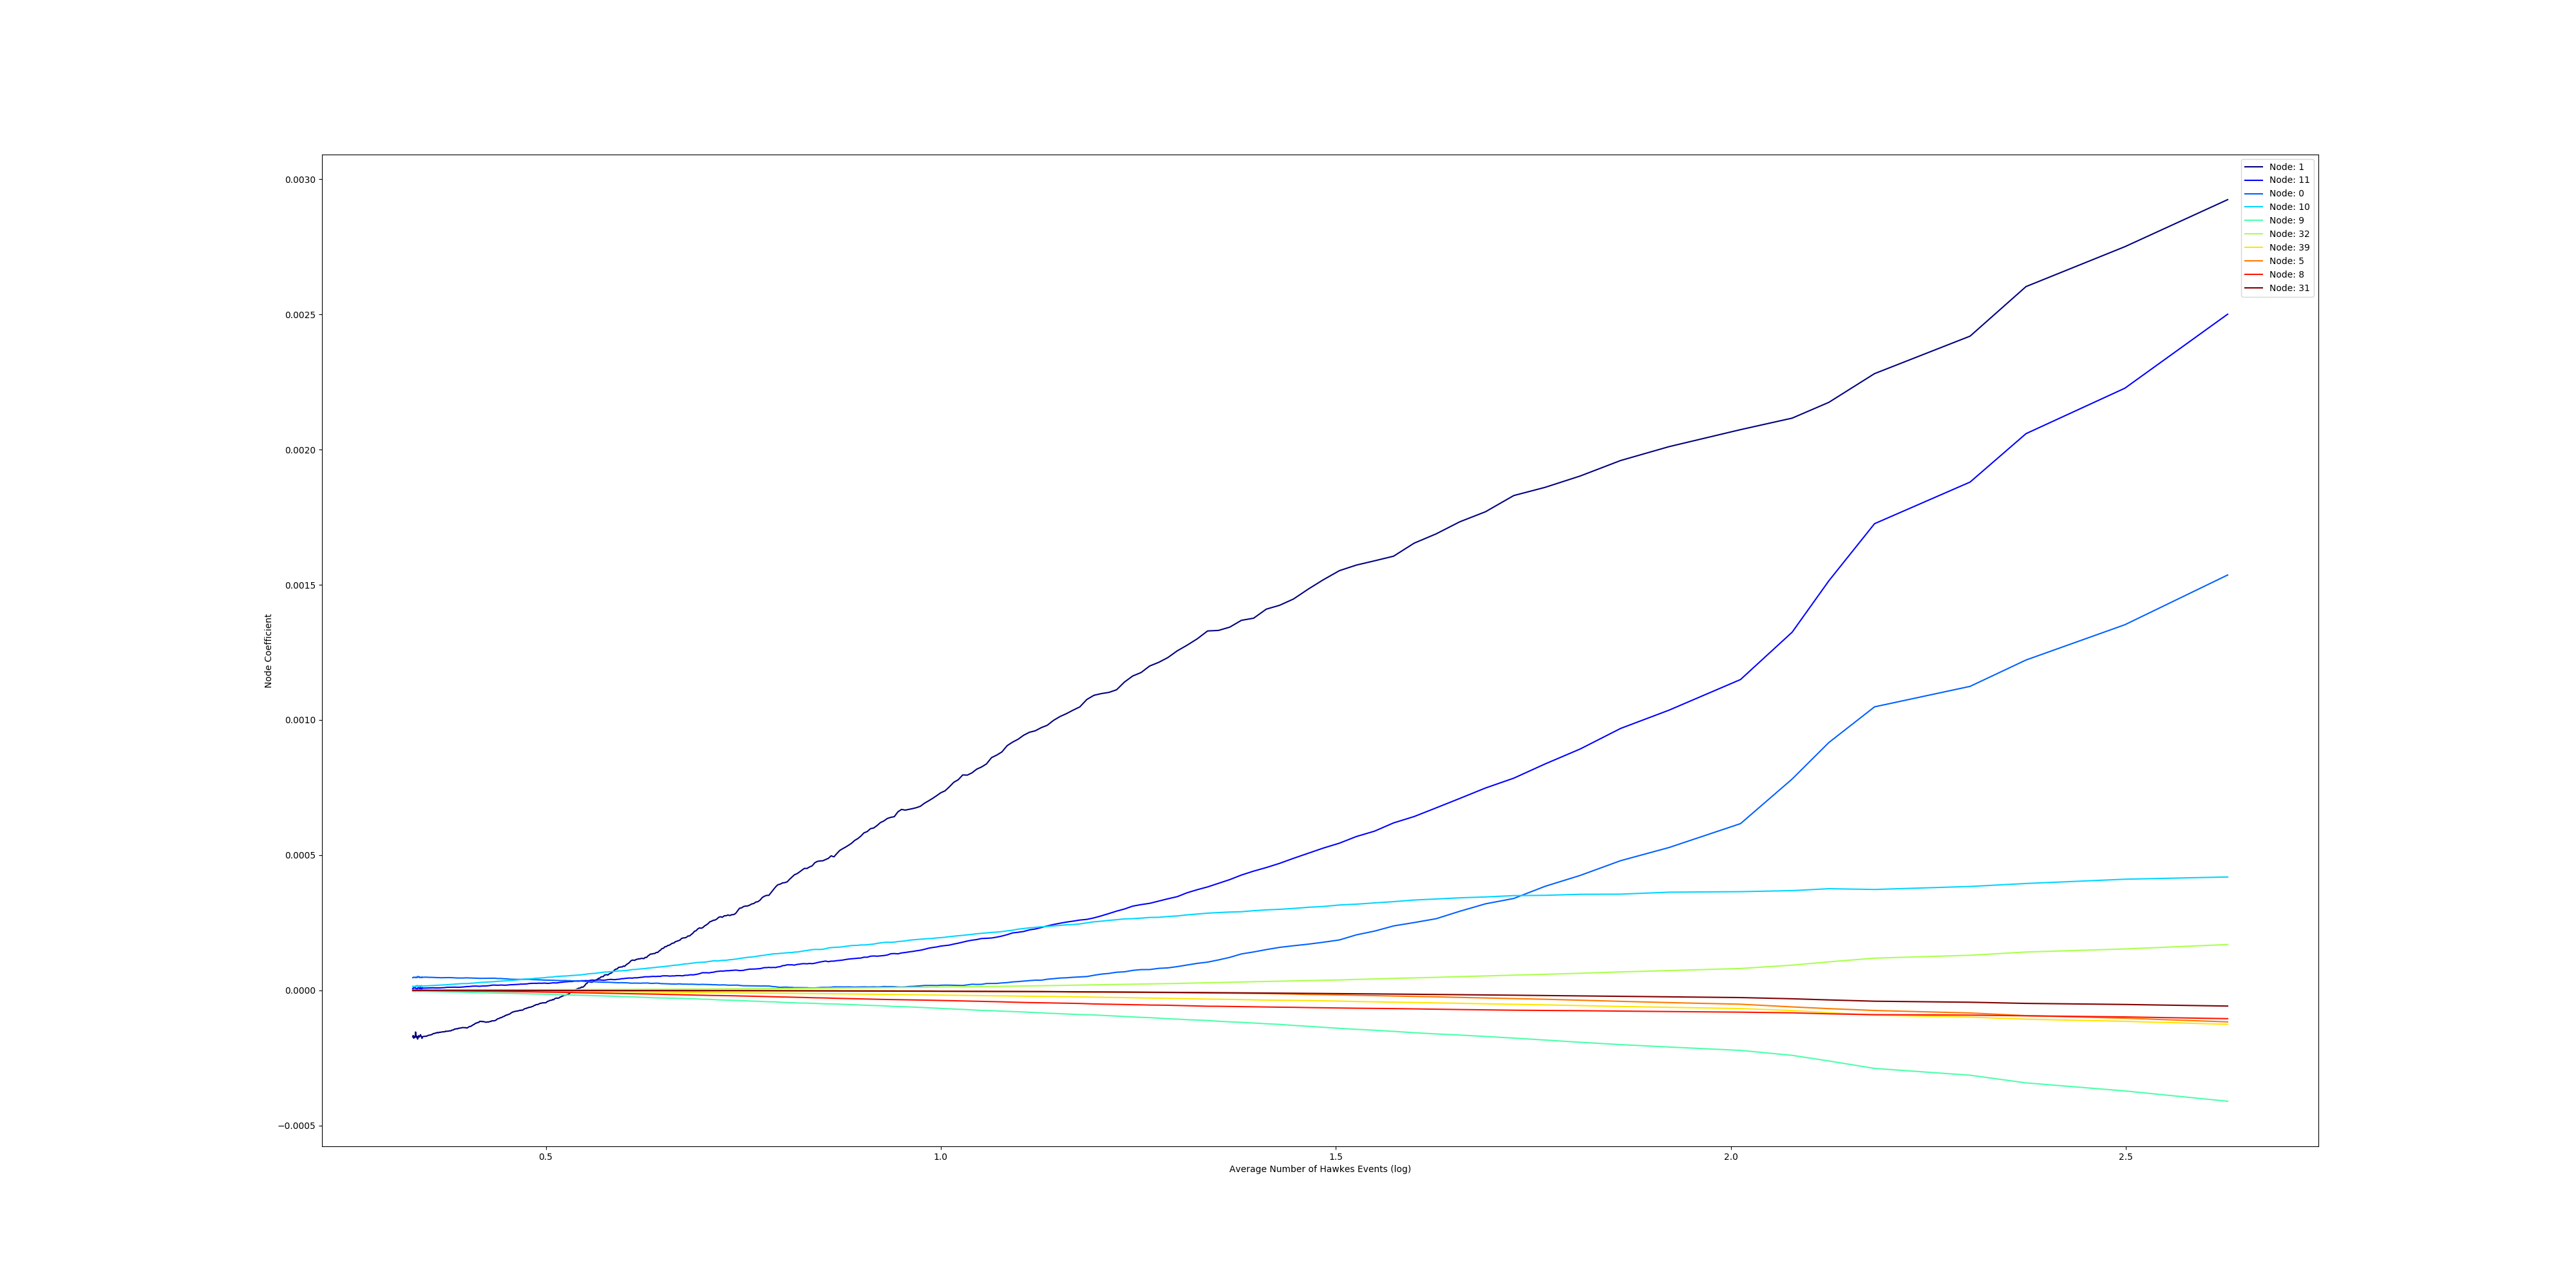 Node: 1
Node: 11
Node: 0
Node: 10
Node: 9
Node: 32
Node: 39
Node: 5
Node: 8
Node: 31
0.0030
0.0025
0.0020
0.0015
0.0010
0.0005
0.0000
−0.0005
Node Coefficient
0.5 1.0 1.5 2.0 2.5
Average Number of Hawkes Events (log)